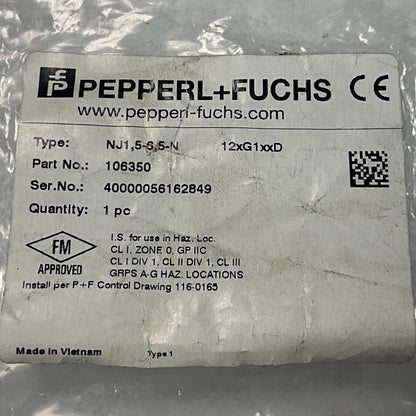 PEPPERL+FUCHS CE
www.pepperl-fuchs.com
Type: NJ1,5-6,5-N 12xG1xxD
Part No.: 106350
Ser.No.: 40000056162849
Quantity: 1 pc
FM
APPROVED
I.S. for use in Haz. Loc.
CL I, ZONE 0, GP IIC
CL I DIV 1, CL II DIV 1, CL III
GRPS A-G HAZ. LOCATIONS
Install per P+F Control Drawing 116-0165
Made in Vietnam Type 1